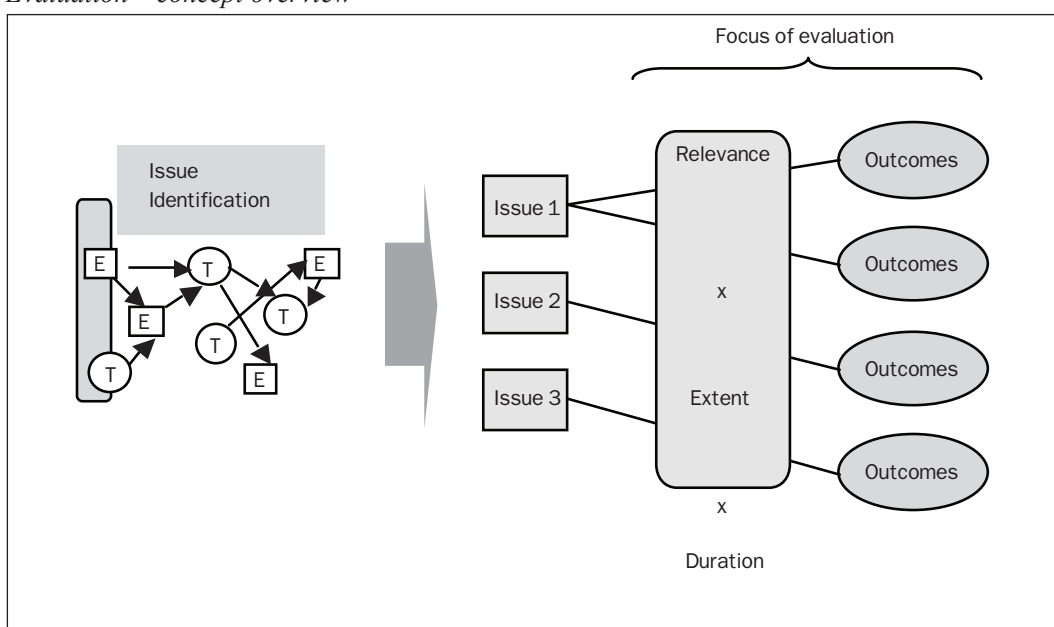 Evaluation – concept overview
Focus of evaluation
Issue
Identification
E
T
E
E
T
T
T
E
Issue 1
Issue 2
Issue 3
Relevance
x
Extent
x
Duration
Outcomes
Outcomes
Outcomes
Outcomes